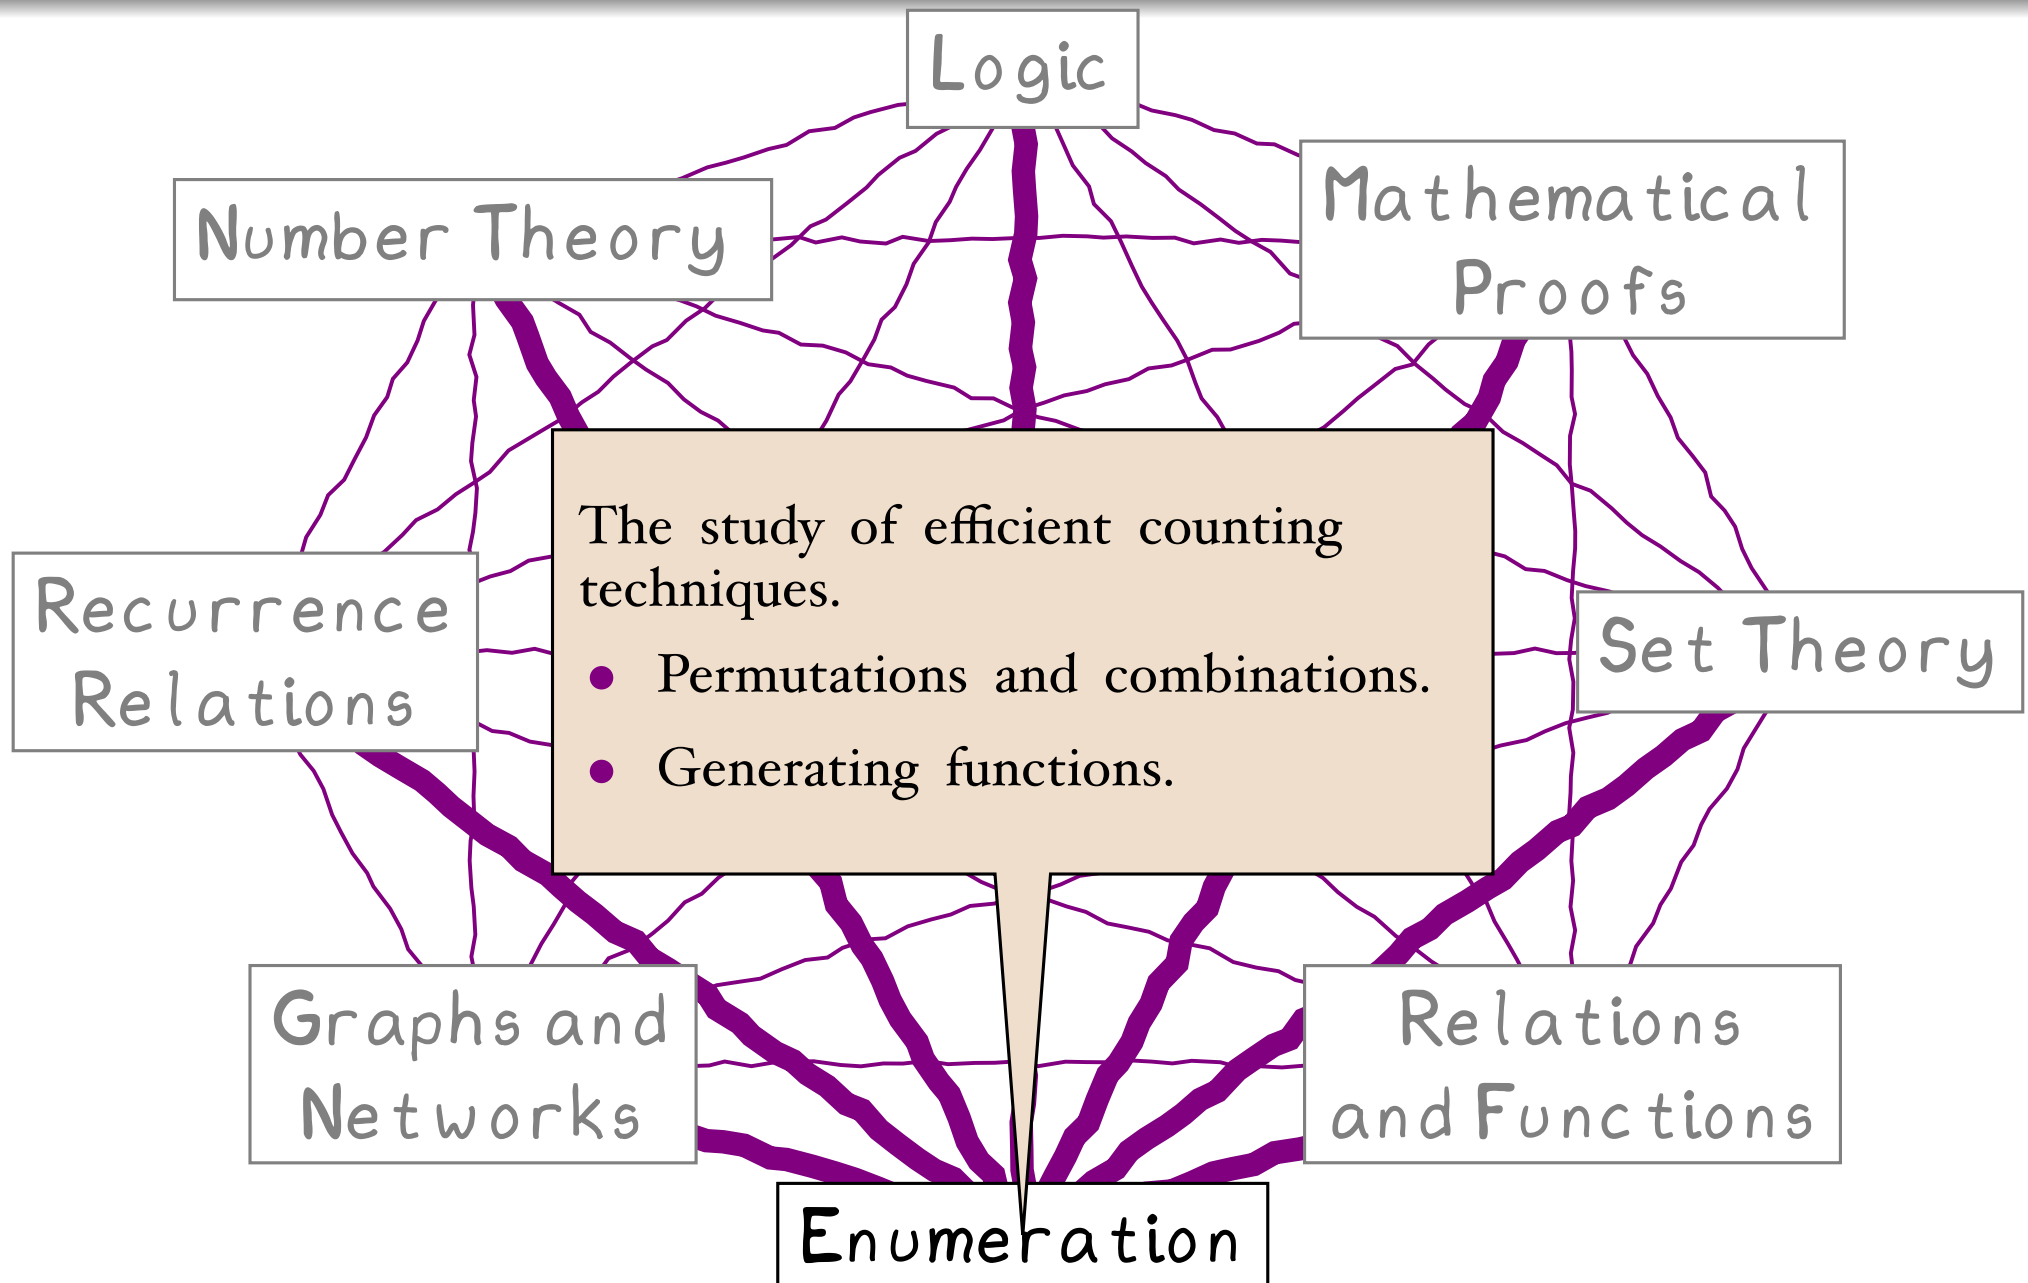 Logic
Number Theory
Mathematical
Proofs
The study of efficient counting
techniques.
● Permutations and combinations.
● Generating functions.
Recurrence
Relations
Set Theory
Graphs and
Networks
Relations
and Functions
Enumeration